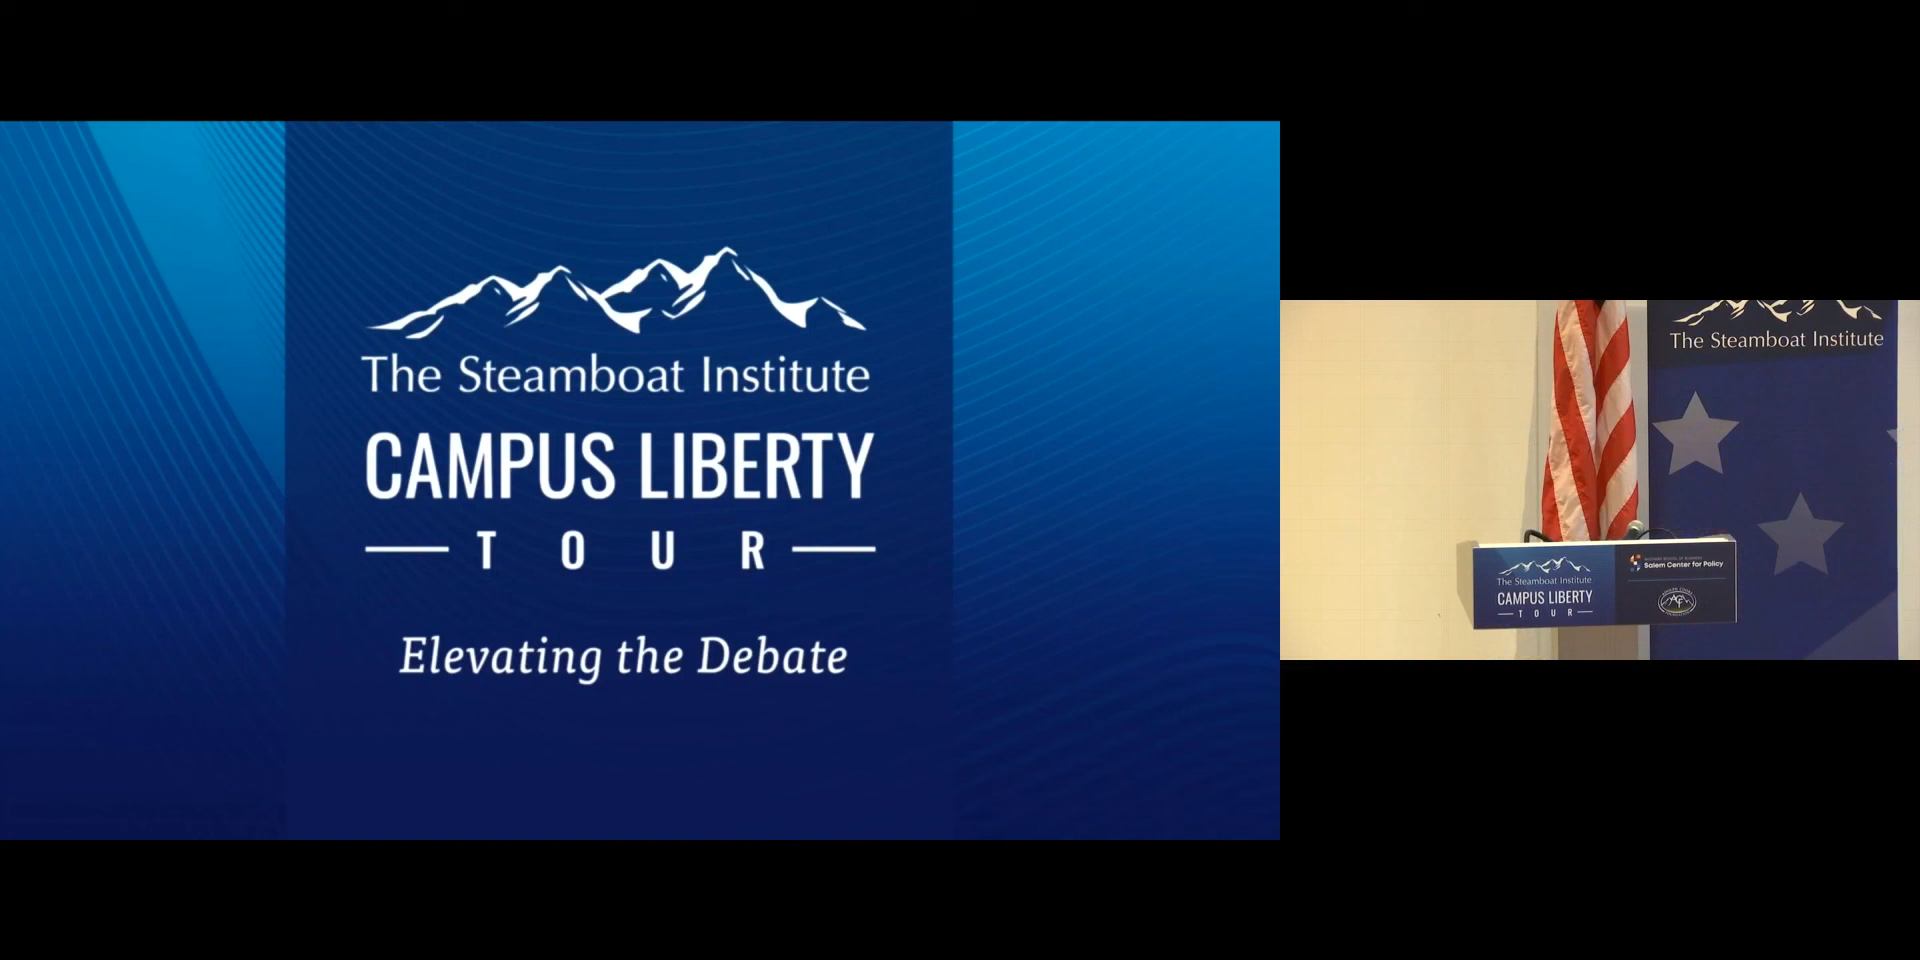 The Steamboat Institute
CAMPUS LIBERTY
TOUR
Elevating the Debate
The Steamboat Institute
The Steamboat Institute
CAMPUS LIBERTY
TOUR
Salem Center for Policy